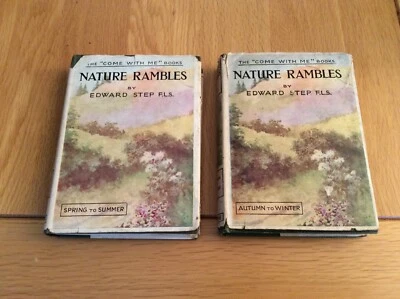 THE "COME WITH ME" BOOKS
NATURE RAMBLES
BY
EDWARD STEP F.L.S.
SPRING TO SUMMER
THE "COME WITH ME" BOOKS
NATURE RAMBLES
BY
EDWARD STEP F.L.S.
AUTUMN TO WINTER